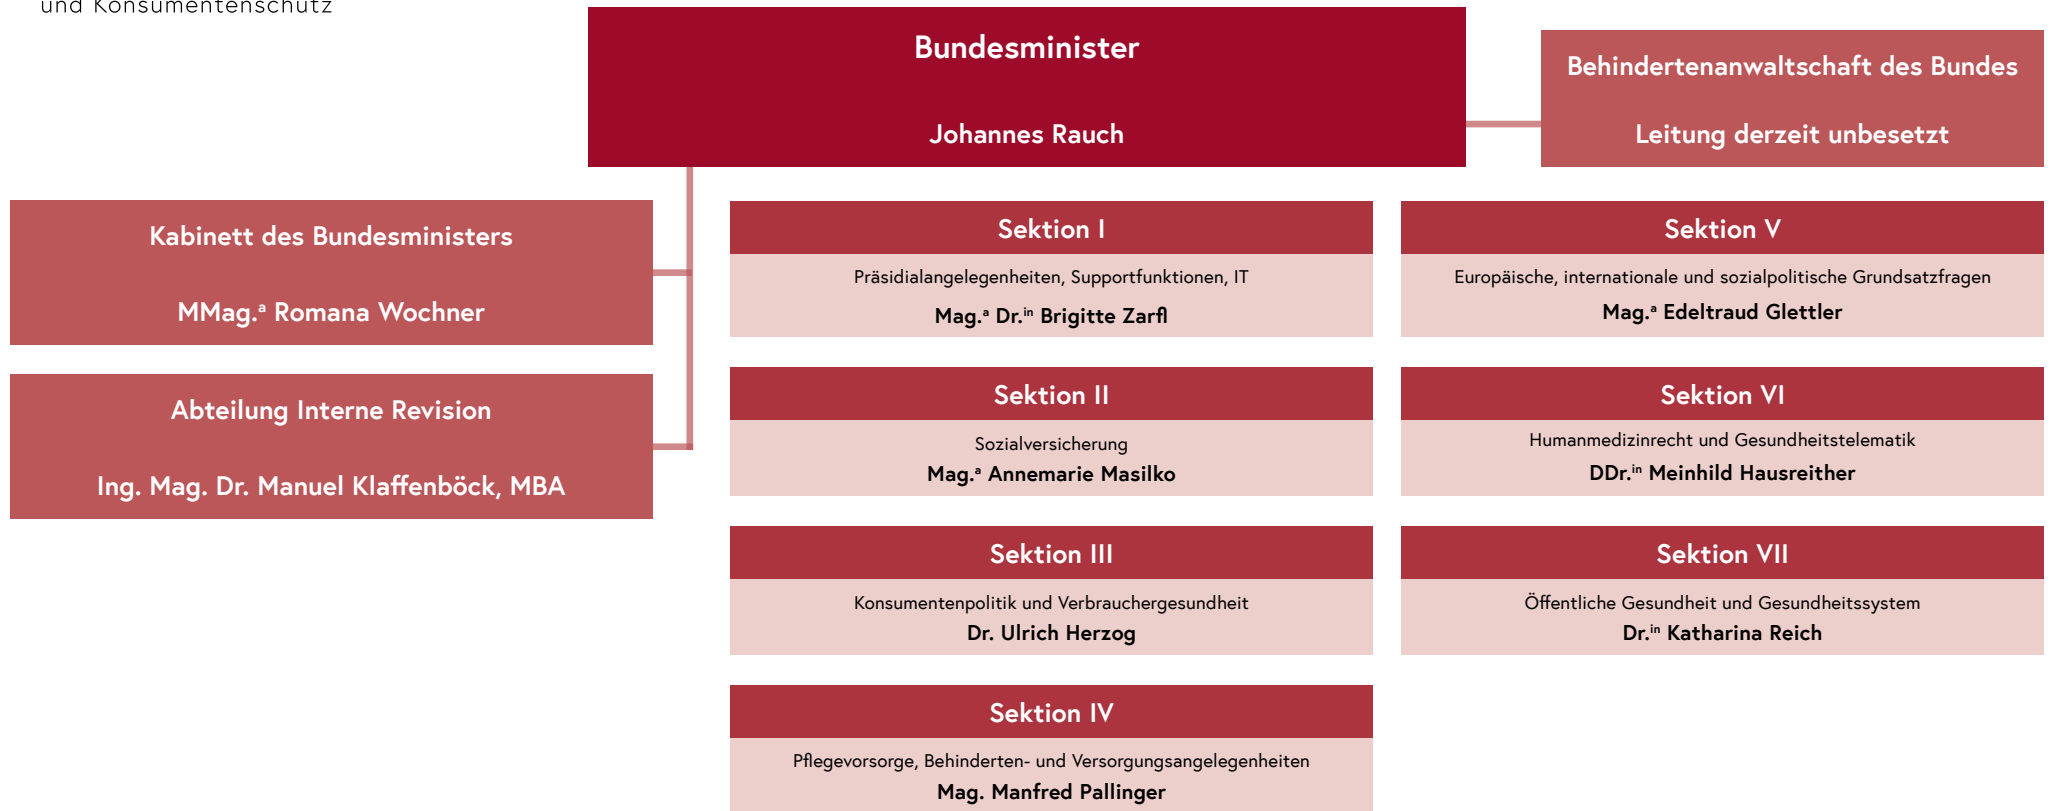 und Konsumentenschutz
Bundesminister
Johannes Rauch
Behindertenanwaltschaft des Bundes
Leitung derzeit unbesetzt
Kabinett des Bundesministers
MMag.ᵃ Romana Wochner
Abteilung Interne Revision
Ing. Mag. Dr. Manuel Klaffenböck, MBA
Sektion I
Präsidialangelegenheiten, Supportfunktionen, IT
Mag.ᵃ Dr.ⁱⁿ Brigitte Zarfl
Sektion II
Sozialversicherung
Mag.ᵃ Annemarie Masilko
Sektion III
Konsumentenpolitik und Verbrauchergesundheit
Dr. Ulrich Herzog
Sektion IV
Pflegevorsorge, Behinderten- und Versorgungsangelegenheiten
Mag. Manfred Pallinger
Sektion V
Europäische, internationale und sozialpolitische Grundsatzfragen
Mag.ᵃ Edeltraud Glettler
Sektion VI
Humanmedizinrecht und Gesundheitstelematik
DDr.ⁱⁿ Meinhild Hausreither
Sektion VII
Öffentliche Gesundheit und Gesundheitssystem
Dr.ⁱⁿ Katharina Reich